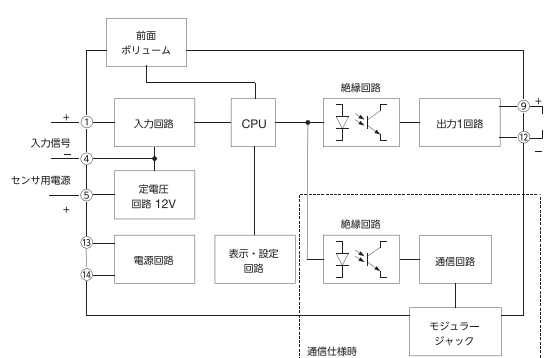 前面
ボリューム
絶縁回路
+
①
入力回路
CPU
出力1回路
⑨
+
入力信号
−
④
⑫
−
センサ用電源
⑤
+
定電圧
回路 12V
絶縁回路
⑬
電源回路
⑭
表示・設定
回路
通信回路
モジュラー
ジャック
通信仕様時